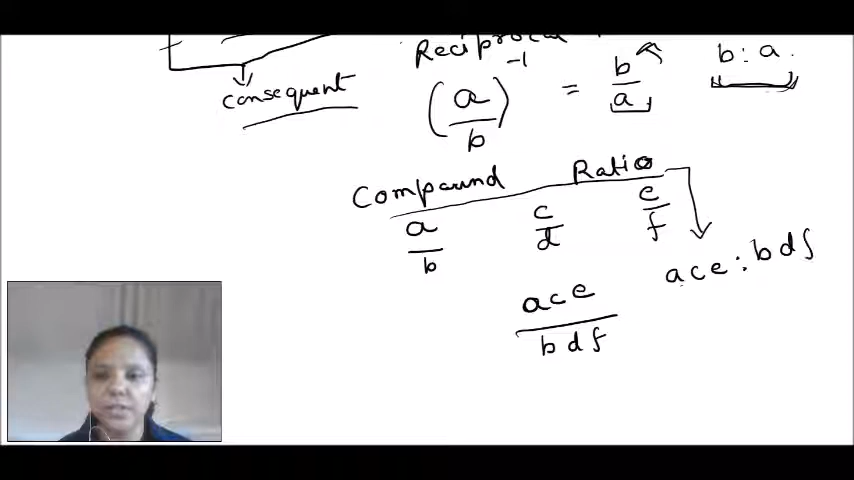 Reciprocal
consequent
(a/b)⁻¹ = b/a
b : a
Compound Ratio
a/b c/d e/f
ace/bdf
ace : bdf